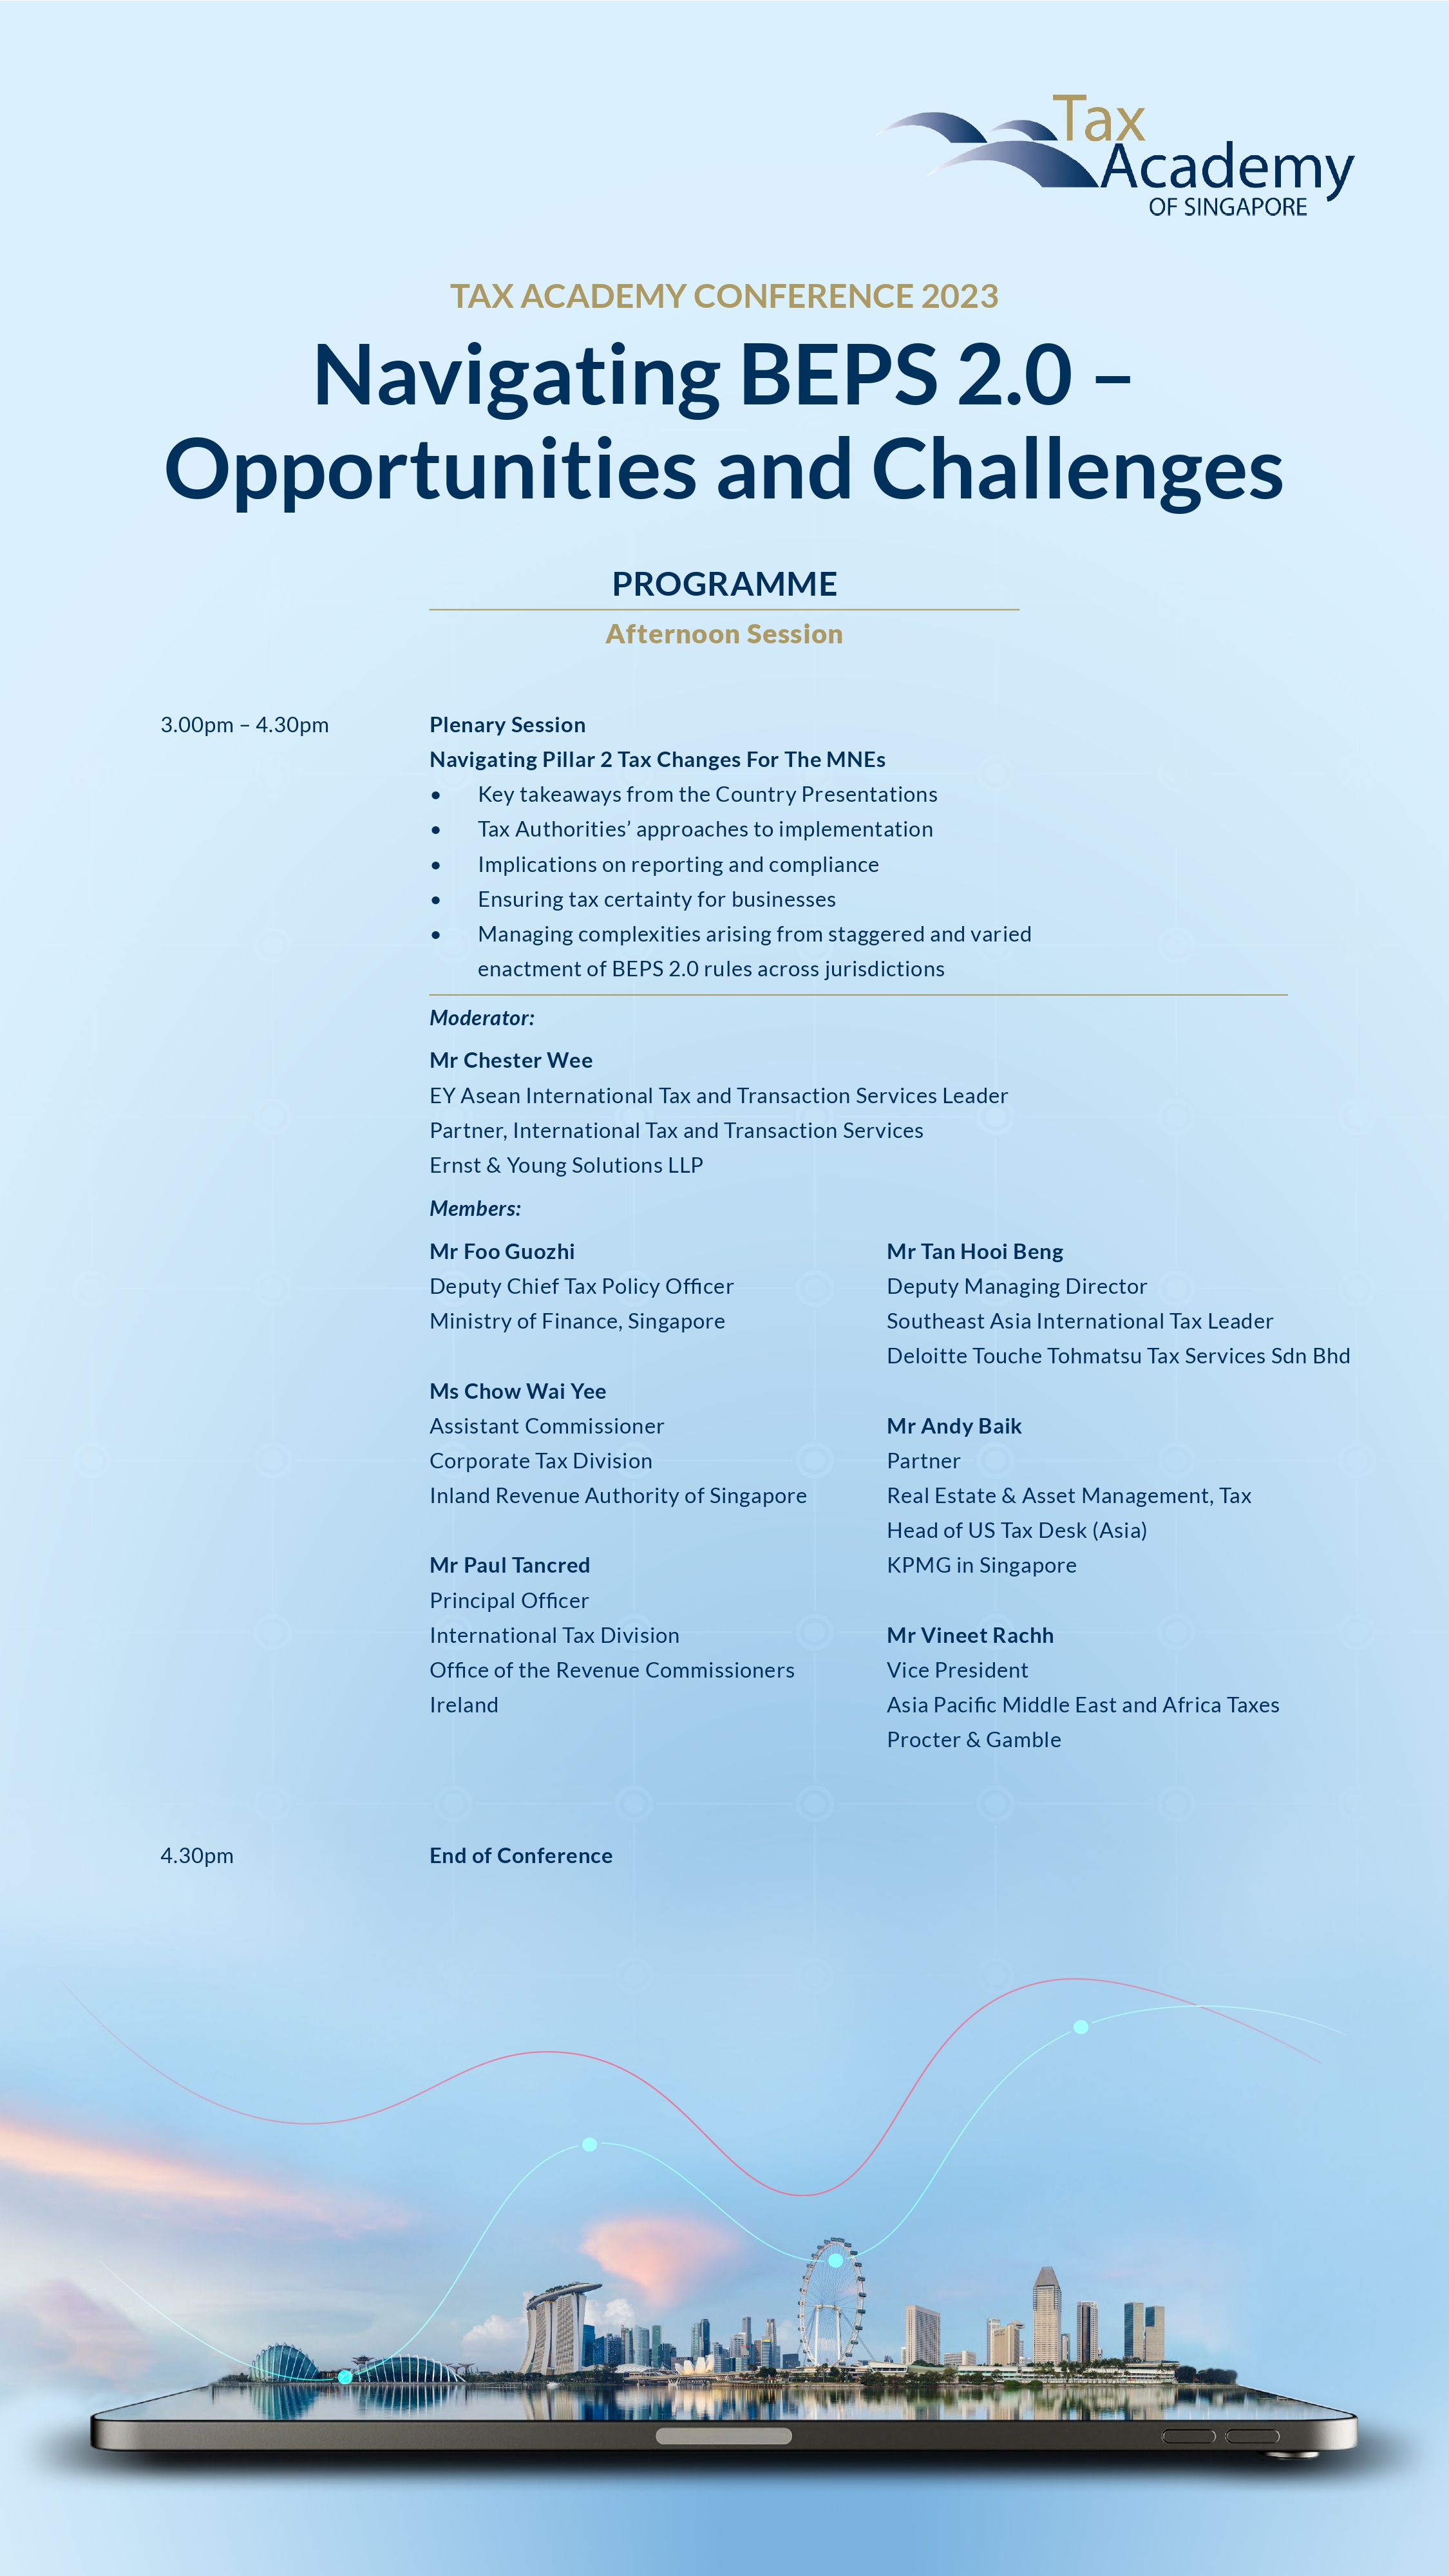 Tax
Academy
OF SINGAPORE
TAX ACADEMY CONFERENCE 2023
Navigating BEPS 2.0 –
Opportunities and Challenges
PROGRAMME
Afternoon Session
3.00pm – 4.30pm
Plenary Session
Navigating Pillar 2 Tax Changes For The MNEs
• Key takeaways from the Country Presentations
• Tax Authorities’ approaches to implementation
• Implications on reporting and compliance
• Ensuring tax certainty for businesses
• Managing complexities arising from staggered and varied
enactment of BEPS 2.0 rules across jurisdictions
Moderator:
Mr Chester Wee
EY Asean International Tax and Transaction Services Leader
Partner, International Tax and Transaction Services
Ernst & Young Solutions LLP
Members:
Mr Foo Guozhi
Deputy Chief Tax Policy Officer
Ministry of Finance, Singapore
Ms Chow Wai Yee
Assistant Commissioner
Corporate Tax Division
Inland Revenue Authority of Singapore
Mr Paul Tancred
Principal Officer
International Tax Division
Office of the Revenue Commissioners
Ireland
Mr Tan Hooi Beng
Deputy Managing Director
Southeast Asia International Tax Leader
Deloitte Touche Tohmatsu Tax Services Sdn Bhd
Mr Andy Baik
Partner
Real Estate & Asset Management, Tax
Head of US Tax Desk (Asia)
KPMG in Singapore
Mr Vineet Rachh
Vice President
Asia Pacific Middle East and Africa Taxes
Procter & Gamble
4.30pm
End of Conference